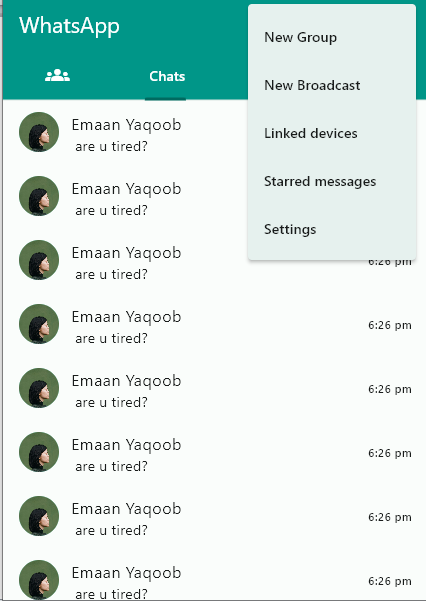 WhatsApp
Chats
New Group
New Broadcast
Linked devices
Starred messages
Settings
Emaan Yaqoob
are u tired?
Emaan Yaqoob
are u tired?
Emaan Yaqoob
are u tired?
6:26 pm
Emaan Yaqoob
are u tired?
6:26 pm
Emaan Yaqoob
are u tired?
6:26 pm
Emaan Yaqoob
are u tired?
6:26 pm
Emaan Yaqoob
are u tired?
6:26 pm
Emaan Yaqoob
are u tired?
6:26 pm